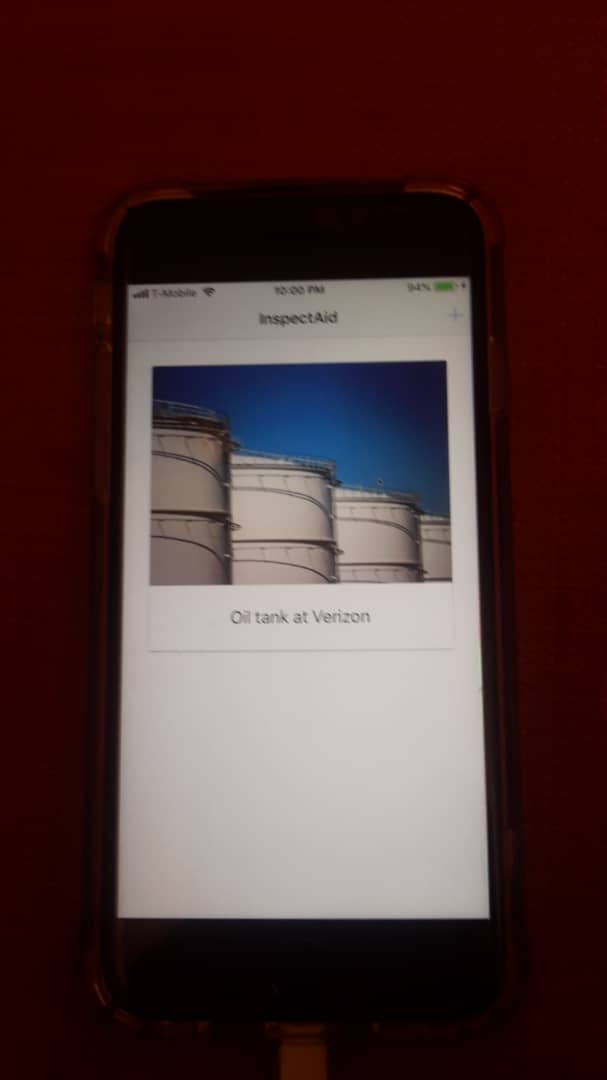 T-Mobile 10:00 PM 94%
InspectAid +
Oil tank at Verizon